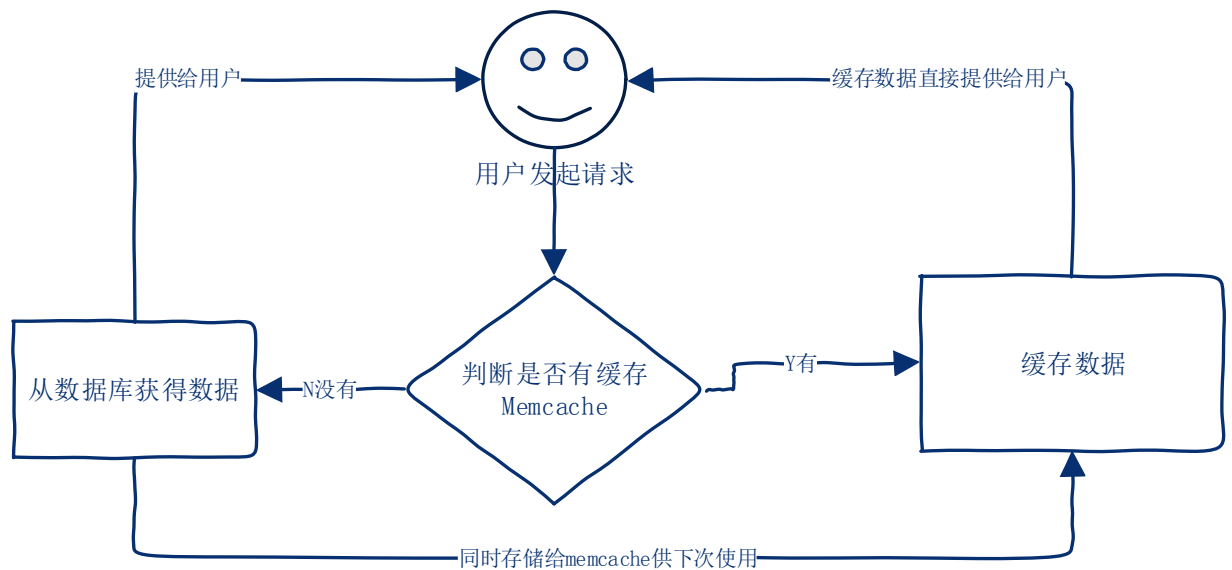 提供给用户
缓存数据直接提供给用户
用户发起请求
判断是否有缓存
Memcache
Y有
缓存数据
N没有
从数据库获得数据
同时存储给memcache供下次使用